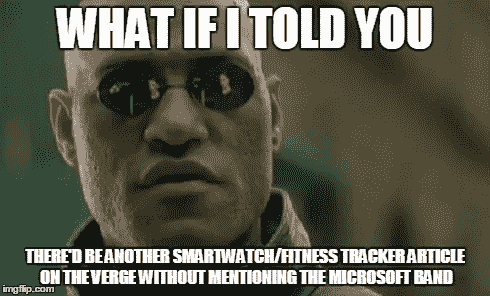 WHAT IF I TOLD YOU
THERE'D BE ANOTHER SMARTWATCH/FITNESS TRACKER ARTICLE
ON THE VERGE WITHOUT MENTIONING THE MICROSOFT BAND
imgflip.com